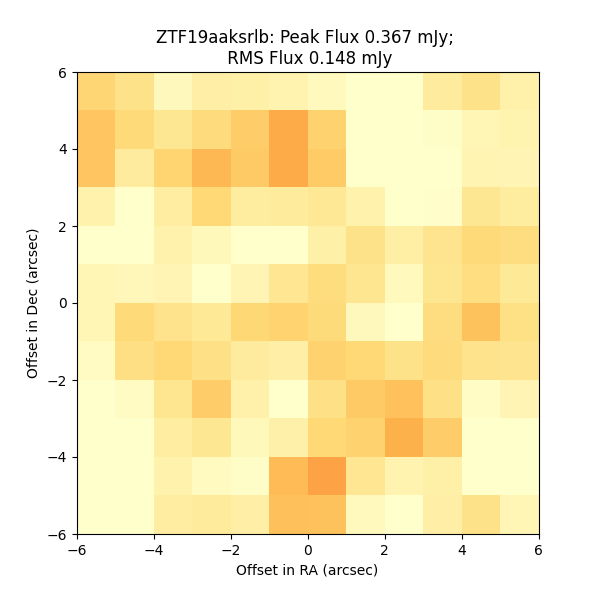 ZTF19aaksrlb: Peak Flux 0.367 mJy;
RMS Flux 0.148 mJy
6
4
2
0
−2
−4
−6
Offset in Dec (arcsec)
−6 −4 −2 0 2 4 6
Offset in RA (arcsec)